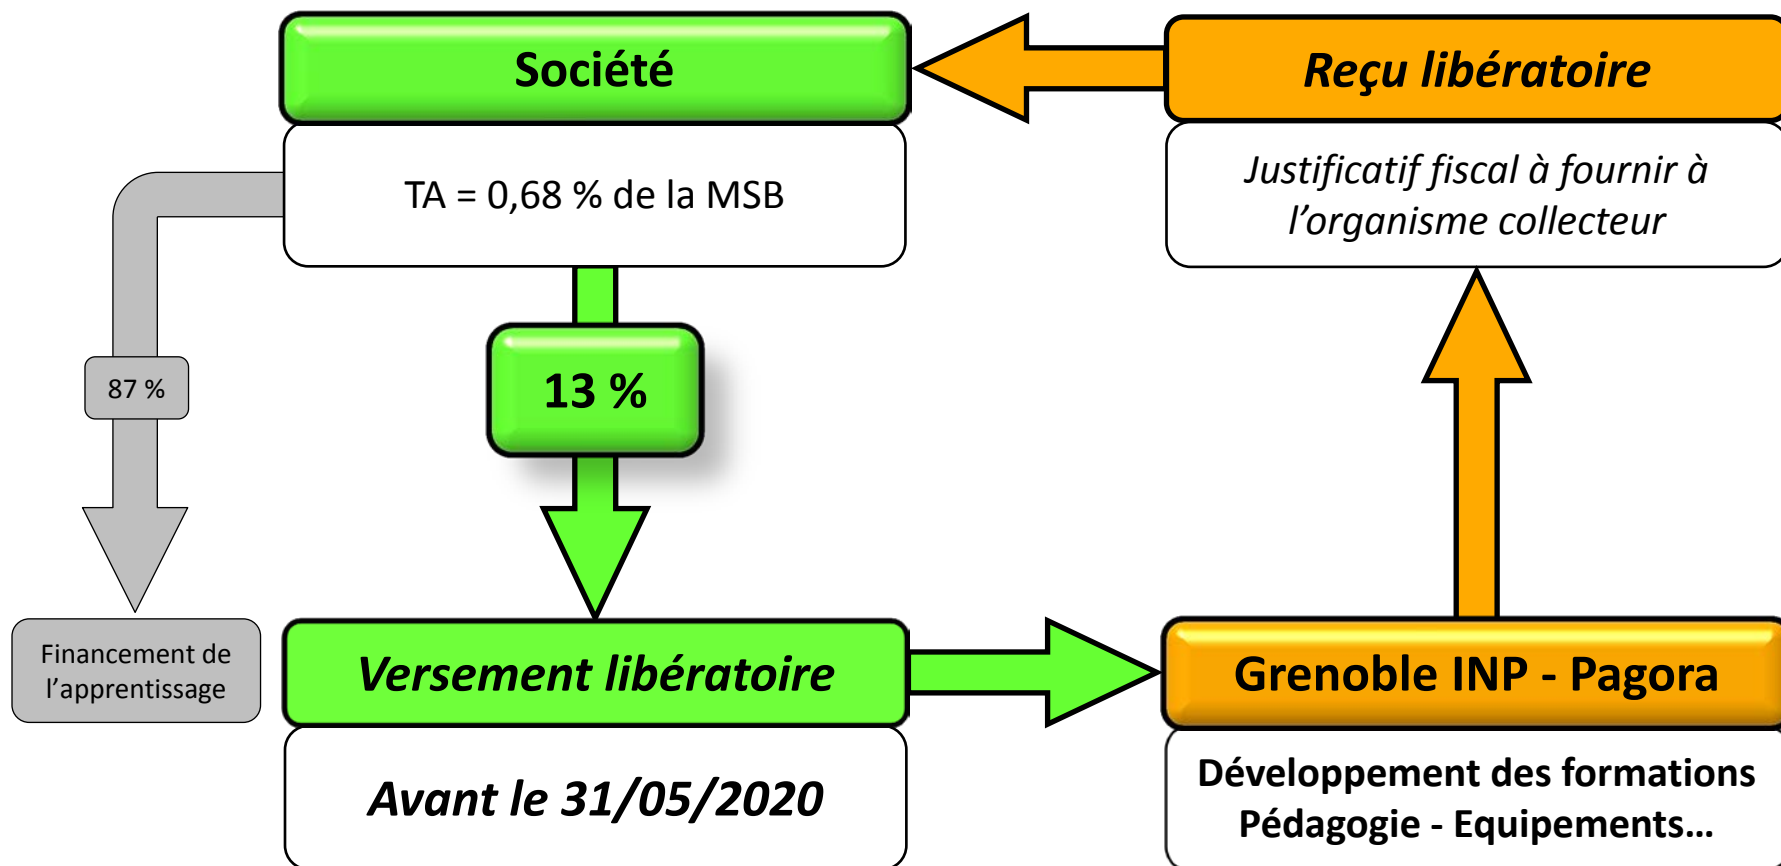 Société
TA = 0,68 % de la MSB
Reçu libératoire
Justificatif fiscal à fournir à
l’organisme collecteur
87 %
13 %
Financement de
l’apprentissage
Versement libératoire
Avant le 31/05/2020
Grenoble INP - Pagora
Développement des formations
Pédagogie - Equipements…